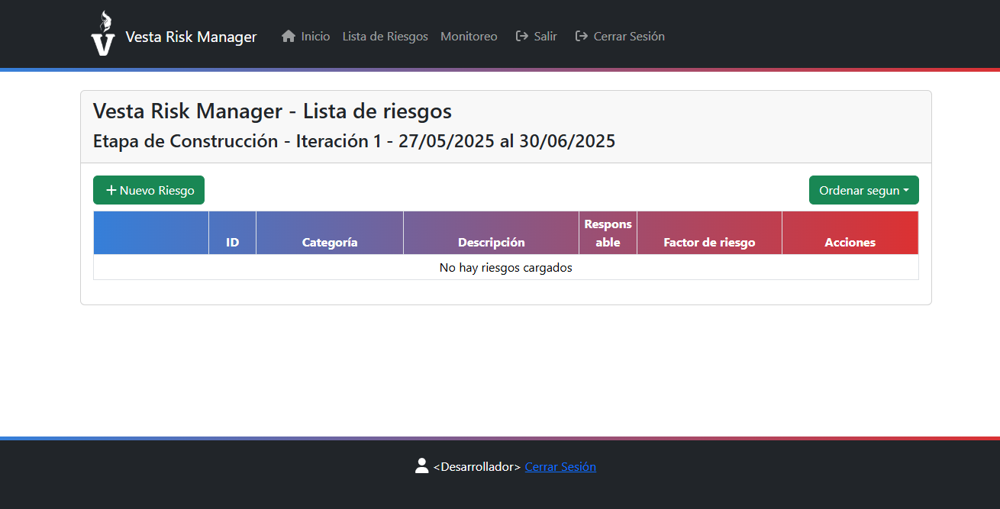 V
Vesta Risk Manager
Inicio
Lista de Riesgos
Monitoreo
Salir
Cerrar Sesión
Vesta Risk Manager - Lista de riesgos
Etapa de Construcción - Iteración 1 - 27/05/2025 al 30/06/2025
+ Nuevo Riesgo
Ordenar segun
ID
Categoría
Descripción
Respons
able
Factor de riesgo
Acciones
No hay riesgos cargados
<Desarrollador> Cerrar Sesión